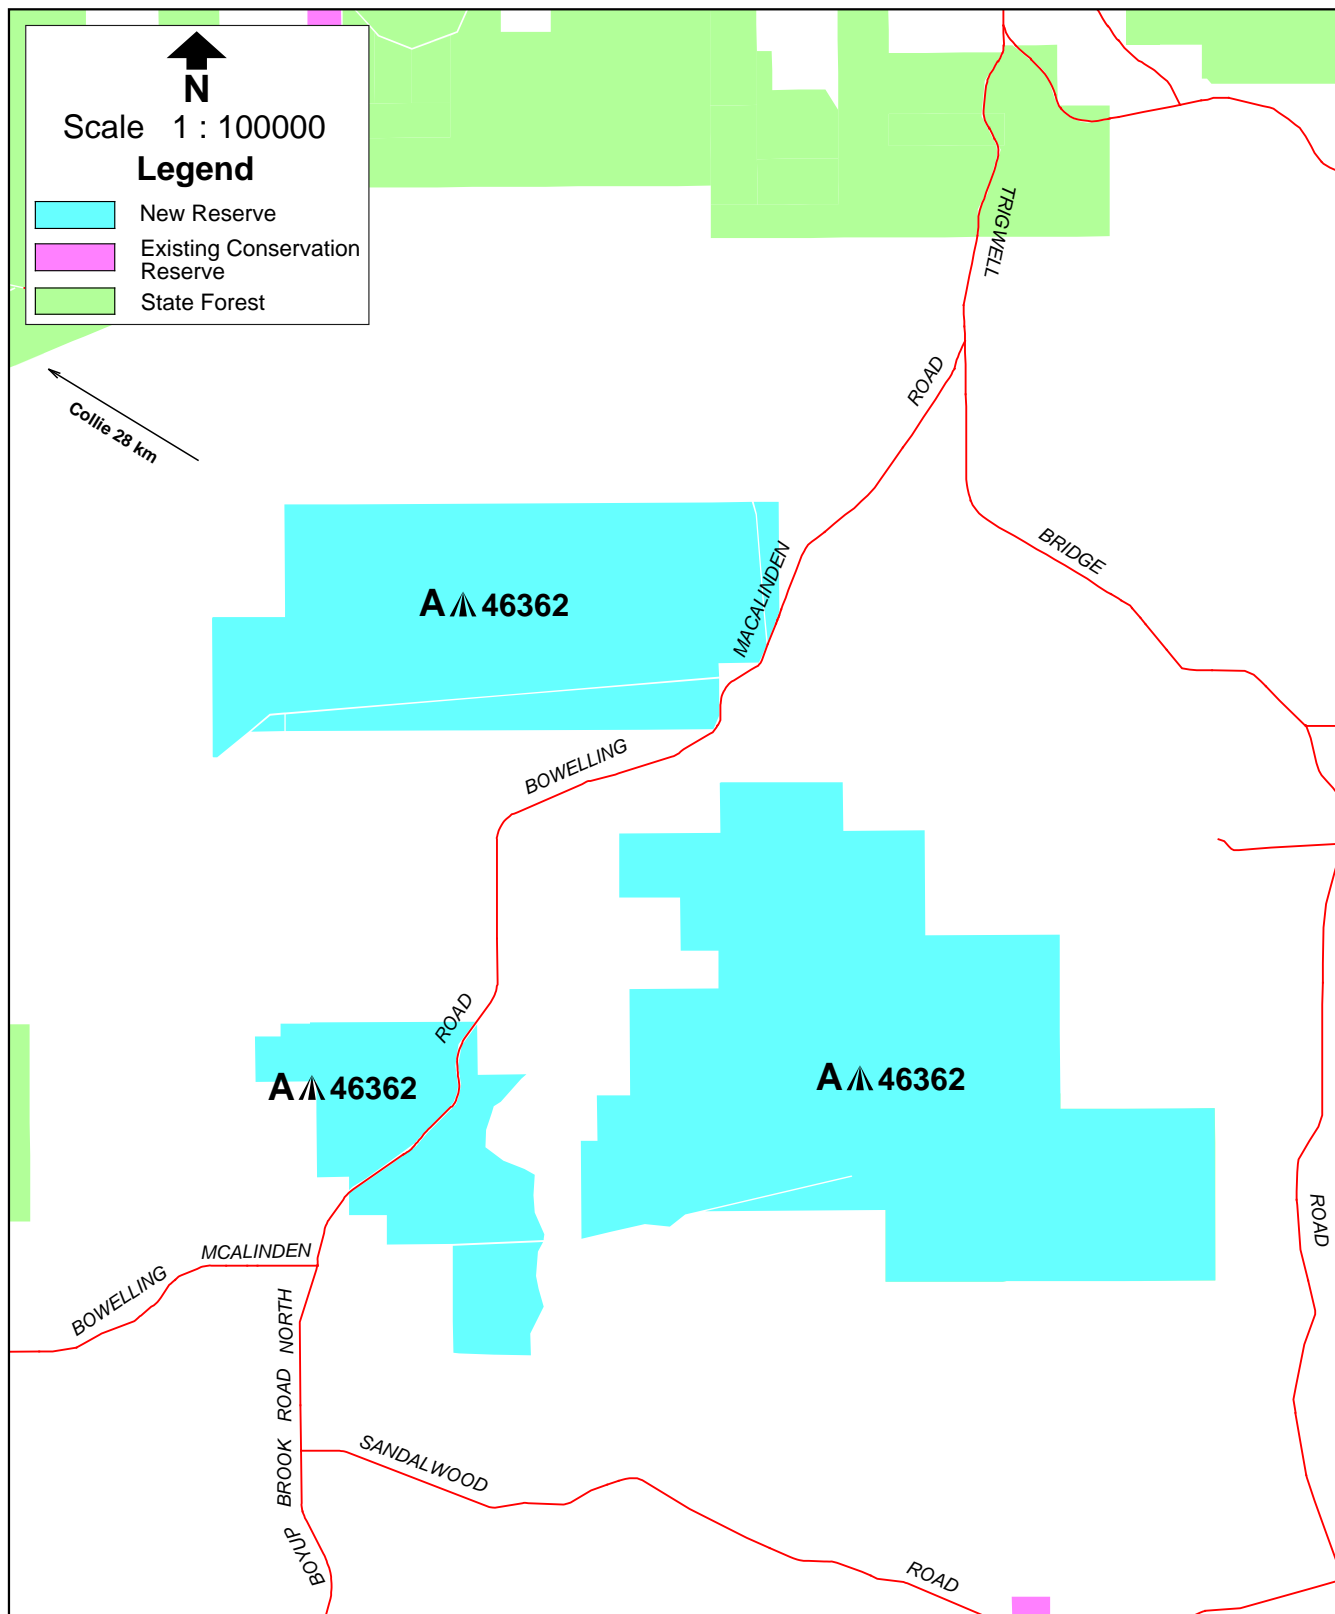 N
Scale 1 : 100000
Legend
New Reserve
Existing Conservation
Reserve
State Forest
Collie 28 km
TRIGWELL
ROAD
BRIDGE
MACALINDEN
A 46362
BOWELLING
ROAD
A 46362
A 46362
ROAD
MCALINDEN
BOWELLING
BOYUP BROOK ROAD NORTH
SANDALWOOD
ROAD